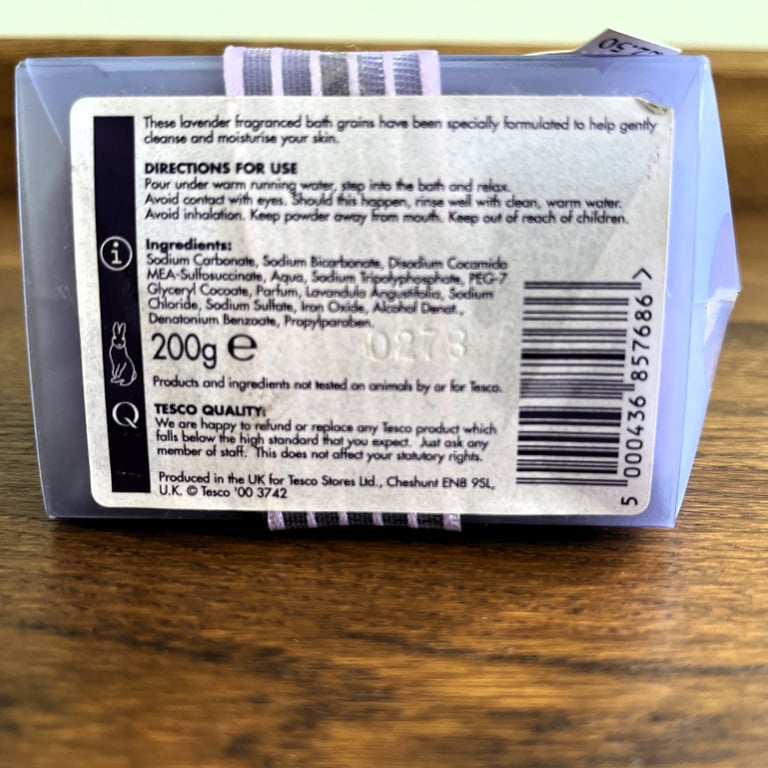 2.50
These lavender fragranced bath grains have been specially formulated to help gently
cleanse and moisturise your skin.
DIRECTIONS FOR USE
Pour under warm running water, step into the bath and relax.
Avoid contact with eyes. Should this happen, rinse well with clean, warm water.
Avoid inhalation. Keep powder away from mouth. Keep out of reach of children.
Ingredients:
Sodium Carbonate, Sodium Bicarbonate, Disodium Cocamido
MEA-Sulfosuccinate, Aqua, Sodium Tripolyphosphate, PEG-7
Glyceryl Cocoate, Parfum, Lavandula Angustifolia, Sodium
Chloride, Sodium Sulfate, Iron Oxide, Alcohol Denat.,
Denatonium Benzoate, Propylparaben.
200g e
0278
Products and ingredients not tested on animals by or for Tesco.
TESCO QUALITY:
We are happy to refund or replace any Tesco product which
falls below the high standard that you expect. Just ask any
member of staff. This does not affect your statutory rights.
Produced in the UK for Tesco Stores Ltd., Cheshunt EN8 9SL,
U.K. © Tesco '00 3742
i
Q
5 000436 857686 >